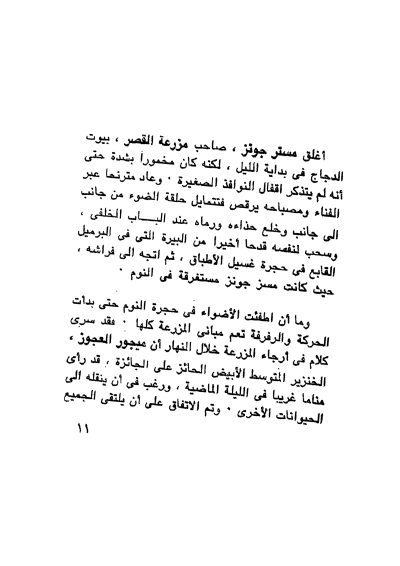 أغلق مستر جونز ، صاحب مزرعة القصر ، بيوت
الدجاج فى بداية الليل ، لكنه كان مخموراً بشدة حتى
أنه لم يتذكر اقفال النوافذ الصغيرة ٠ وعاد مترنحا عبر
الفناء ومصباحه يرقص فتتمايل حلقة الضوء من جانب
الى جانب وخلع حذاءه ورماه عند البـــاب الخلفى ،
وسحب لنفسه قدحا أخيرا من البيرة التى فى البرميل
القابع فى حجرة غسيل الأطباق ، ثم اتجه الى فراشه ،
حيث كانت مسز جونز مستغرقة فى النوم ٠
وما أن اطفئت الأضواء فى حجرة النوم حتى بدأت
الحركة والرفرفة تعم مبانى المزرعة كلها ٠ فقد سرى
كلام فى أرجاء المزرعة خلال النهار أن ميجور العجوز ،
الخنزير المتوسط الأبيض الحائز على الجائزة ، قد رأى
مناما غريبا فى الليلة الماضية ، ورغب فى أن ينقله الى
الحيوانات الأخرى ٠ وتم الاتفاق على أن يلتقى الجميع
١١